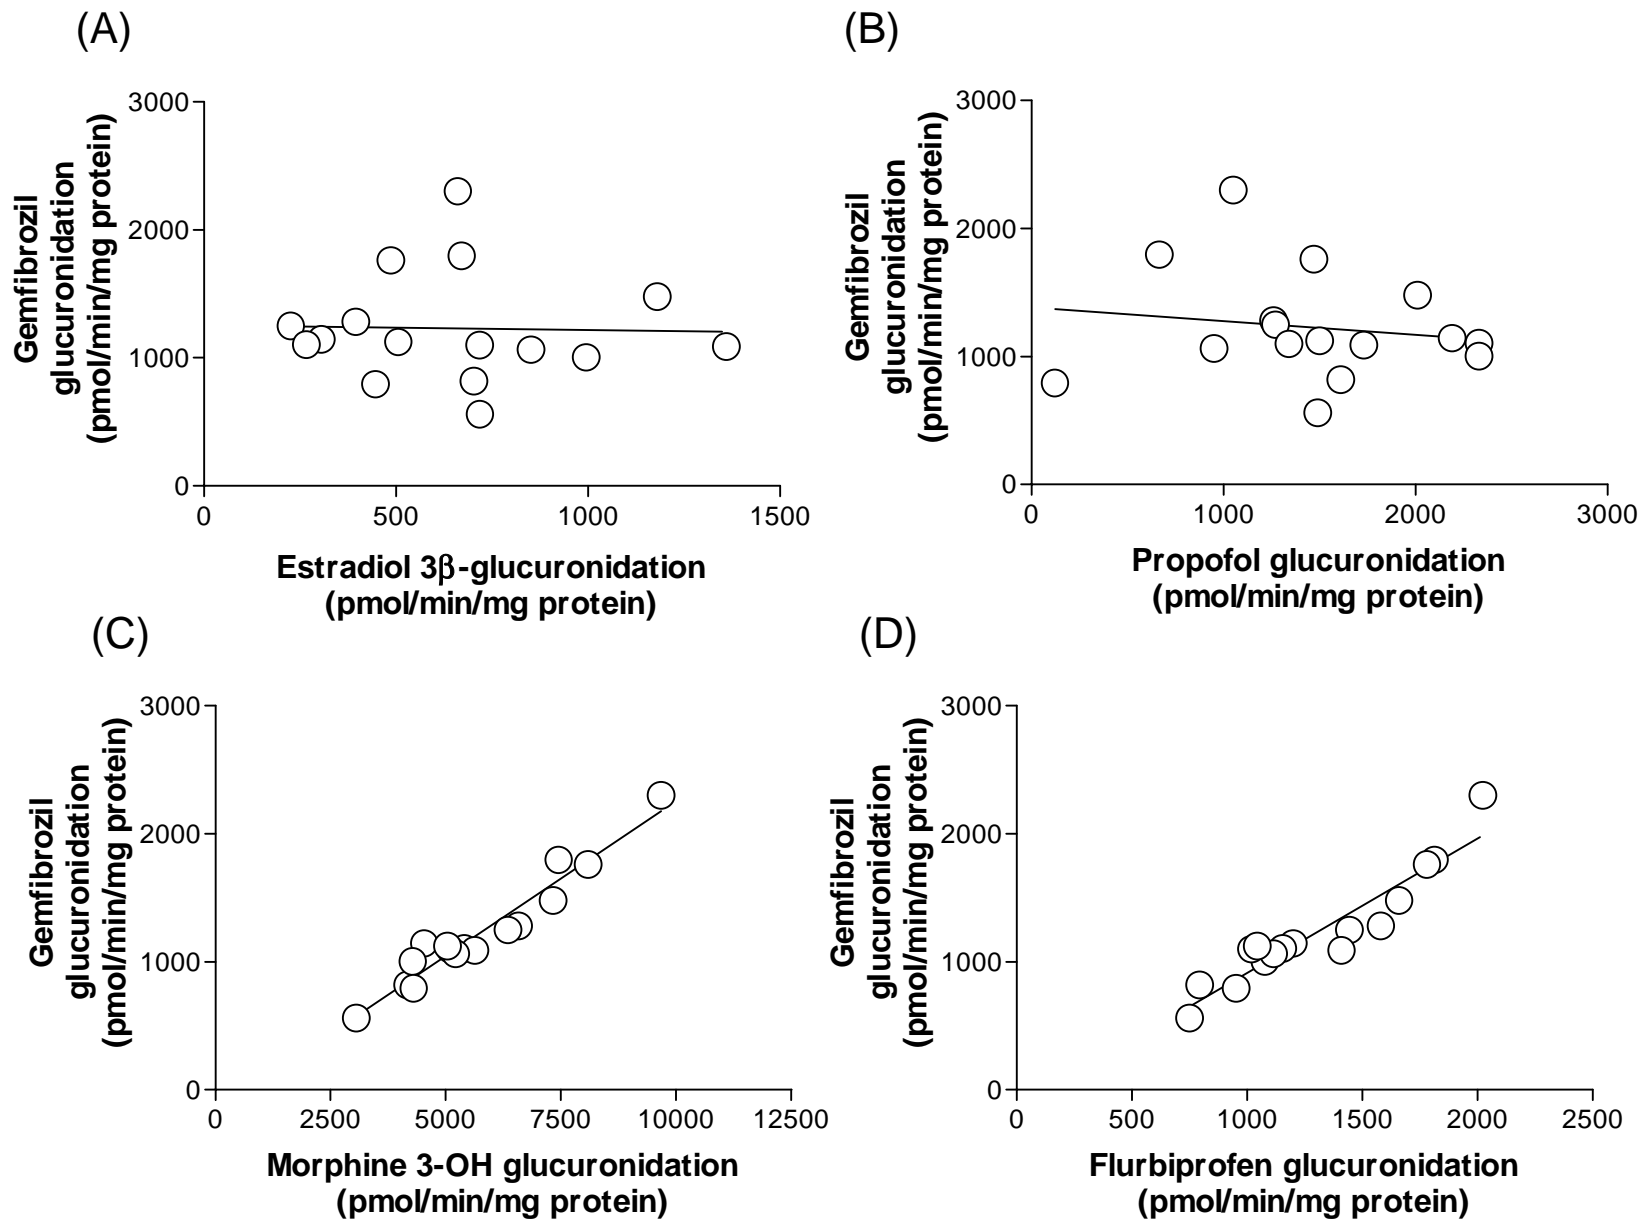 (A)
Gemfibrozil
glucuronidation
(pmol/min/mg protein)
3000
2000
1000
0
0 500 1000 1500
Estradiol 3β-glucuronidation
(pmol/min/mg protein)
(B)
Gemfibrozil
glucuronidation
(pmol/min/mg protein)
3000
2000
1000
0
0 1000 2000 3000
Propofol glucuronidation
(pmol/min/mg protein)
(C)
Gemfibrozil
glucuronidation
(pmol/min/mg protein)
3000
2000
1000
0
0 2500 5000 7500 10000 12500
Morphine 3-OH glucuronidation
(pmol/min/mg protein)
(D)
Gemfibrozil
glucuronidation
(pmol/min/mg protein)
3000
2000
1000
0
0 500 1000 1500 2000 2500
Flurbiprofen glucuronidation
(pmol/min/mg protein)